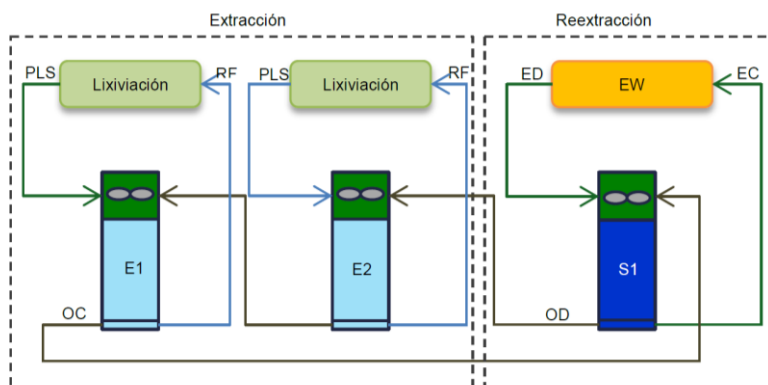 Extracción
Reextracción
PLS
Lixiviación
RF
PLS
Lixiviación
RF
ED
EW
EC
E1
E2
S1
OC
OD